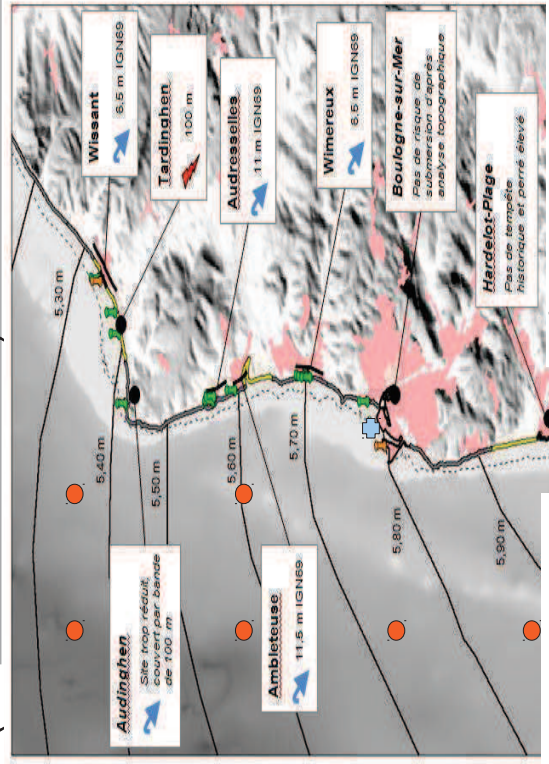 Wissant
6.5 m IGN69
Tardinghen
100 m
Audresselles
11 m IGN69
Wimereux
6,5 m IGN69
Boulogne-sur-Mer
Pas de risque de
submersion d'après
analyse topographique
Hardelot-Plage
Pas de tempête
historique et perré élevé
5,30 m
5,40 m
5,50 m
5,60 m
5,70 m
5,80 m
5,90 m
Audinghen
Site trop réduit,
couvert par bande
de 100 m
Ambleteuse
11,5 m IGN69